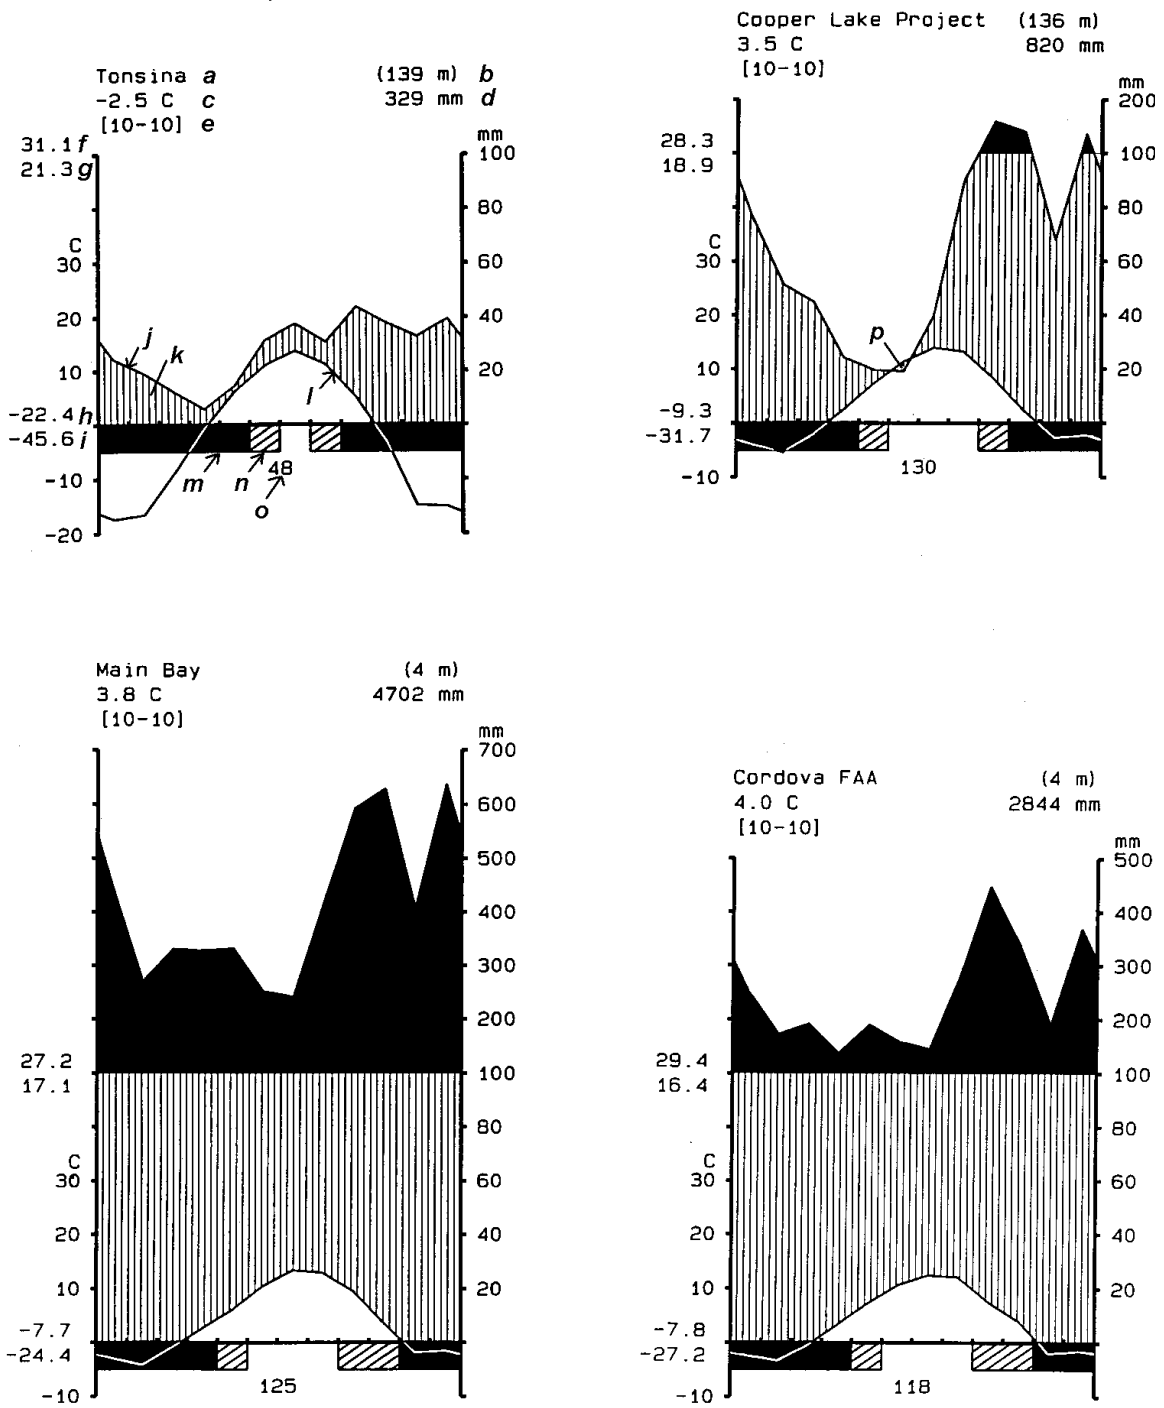 Cooper Lake Project (136 m)
3.5 C 820 mm
[10-10]
mm
200
28.3
18.9
100
80
C
30
60
20
40
10
20
p
-9.3
-31.7
-10
130
Tonsina a (139 m) b
-2.5 C c 329 mm d
[10-10] e
mm
31.1 f
21.3 g
100
80
C
30
60
20
40
j
k
10
20
l
-22.4 h
-45.6 i
m n 48
-10
o
-20
Main Bay (4 m)
3.8 C 4702 mm
[10-10]
mm
700
600
500
400
300
200
27.2
17.1
100
80
C
30
60
20
40
10
20
-7.7
-24.4
-10
125
Cordova FAA (4 m)
4.0 C 2844 mm
[10-10]
mm
500
400
300
200
29.4
16.4
100
80
C
30
60
20
40
10
20
-7.8
-27.2
-10
118